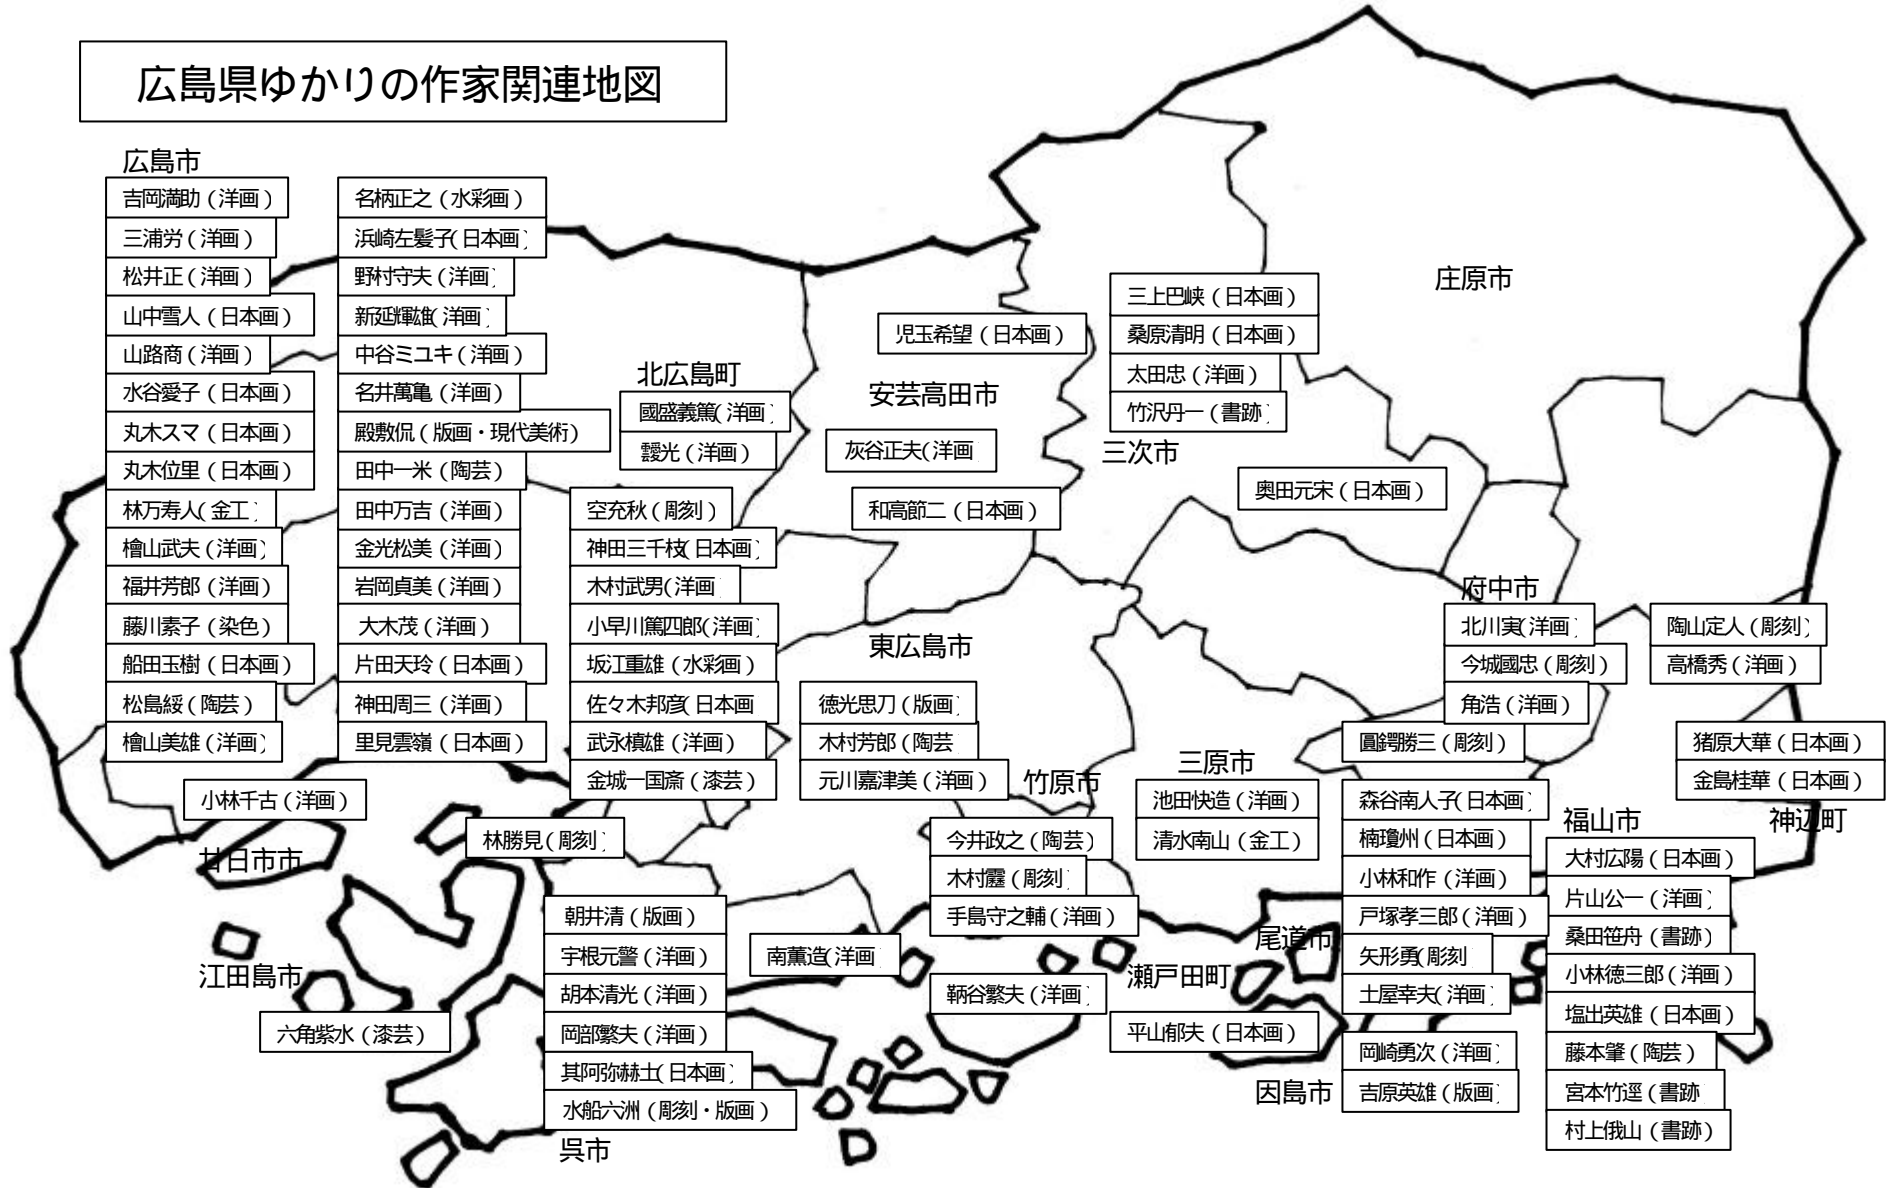 広島県ゆかりの作家関連地図
広島市
吉岡満助（洋画）
三浦労（洋画）
松井正（洋画）
山中雪人（日本画）
山路商（洋画）
水谷愛子（日本画）
丸木スマ（日本画）
丸木位里（日本画）
林万寿人（金工）
檜山武夫（洋画）
福井芳郎（洋画）
藤川素子（染色）
船田玉樹（日本画）
松島綏（陶芸）
檜山美雄（洋画）
名柄正之（水彩画）
浜崎左髪子（日本画）
野村守夫（洋画）
新延輝雄（洋画）
中谷ミユキ（洋画）
名井萬亀（洋画）
殿敷侃（版画・現代美術）
田中一米（陶芸）
田中万吉（洋画）
金光松美（洋画）
岩岡貞美（洋画）
大木茂（洋画）
片田天玲（日本画）
神田周三（洋画）
里見雲嶺（日本画）
空充秋（彫刻）
神田三千枝（日本画）
木村武男（洋画
小早川篤四郎（洋画）
坂江重雄（水彩画）
佐々木邦彦（日本画
武永槙雄（洋画）
金城一国斎（漆芸）
北広島町
國盛義篤（洋画）
靉光（洋画）
安芸高田市
児玉希望（日本画）
灰谷正夫（洋画
和高節二（日本画）
三上巴峡（日本画）
桑原清明（日本画）
太田忠（洋画）
竹沢丹一（書跡）
三次市
奥田元宋（日本画）
庄原市
府中市
北川実（洋画）
今城國忠（彫刻）
角浩（洋画）
陶山定人（彫刻）
高橋秀（洋画）
東広島市
徳光思刀（版画）
木村芳郎（陶芸
元川嘉津美（洋画）
竹原市
今井政之（陶芸）
木村靂（彫刻）
手島守之輔（洋画）
三原市
池田快造（洋画）
清水南山（金工）
圓鍔勝三（彫刻）
森谷南人子（日本画）
楠瓊州（日本画）
小林和作（洋画）
戸塚孝三郎（洋画）
矢形勇（彫刻
土屋幸夫（洋画）
尾道市
猪原大華（日本画）
金島桂華（日本画）
神辺町
福山市
大村広陽（日本画）
片山公一（洋画）
桑田笹舟（書跡）
小林徳三郎（洋画）
塩出英雄（日本画）
藤本肇（陶芸）
宮本竹逕（書跡
村上俄山（書跡）
小林千古（洋画）
廿日市市
林勝見（彫刻）
江田島市
六角紫水（漆芸）
朝井清（版画）
宇根元警（洋画）
胡本清光（洋画）
岡部繁夫（洋画）
其阿弥赫土（日本画）
水船六洲（彫刻・版画）
呉市
南薫造（洋画
鞆谷繁夫（洋画）
瀬戸田町
平山郁夫（日本画）
因島市
岡崎勇次（洋画）
吉原英雄（版画）